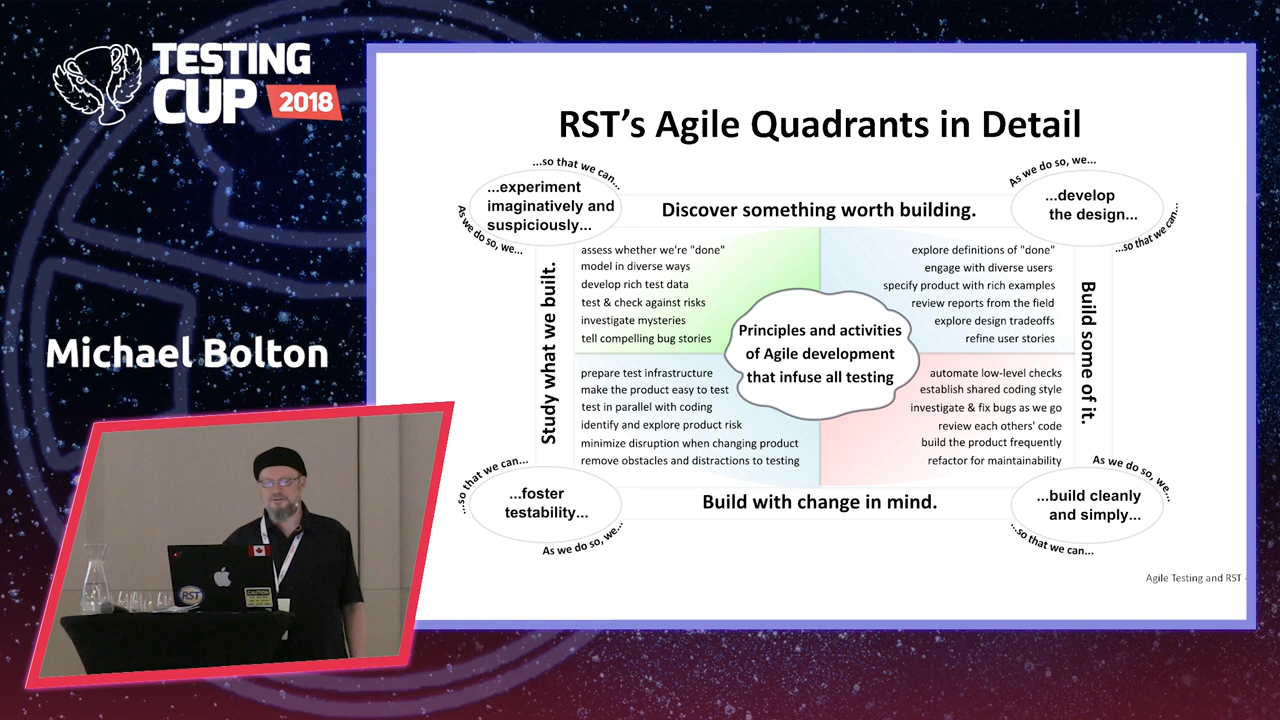 TESTING
CUP
2018
Michael Bolton
RST
CAUTION
RST's Agile Quadrants in Detail
...so that we can...
...experiment
imaginatively and
suspiciously...
As we do so, we...
Discover something worth building.
As we do so, we...
...develop
the design...
...so that we can...
Study what we built.
assess whether we're "done"
model in diverse ways
develop rich test data
test & check against risks
investigate mysteries
tell compelling bug stories
explore definitions of "done"
engage with diverse users
specify product with rich examples
review reports from the field
explore design tradeoffs
refine user stories
Build some of it.
Principles and activities
of Agile development
that infuse all testing
prepare test infrastructure
make the product easy to test
test in parallel with coding
identify and explore product risk
minimize disruption when changing product
remove obstacles and distractions to testing
automate low-level checks
establish shared coding style
investigate & fix bugs as we go
review each others' code
build the product frequently
refactor for maintainability
...so that we can...
...foster
testability...
As we do so, we...
Build with change in mind.
As we do so, we...
...build cleanly
and simply...
...so that we can...
Agile Testing and RST -